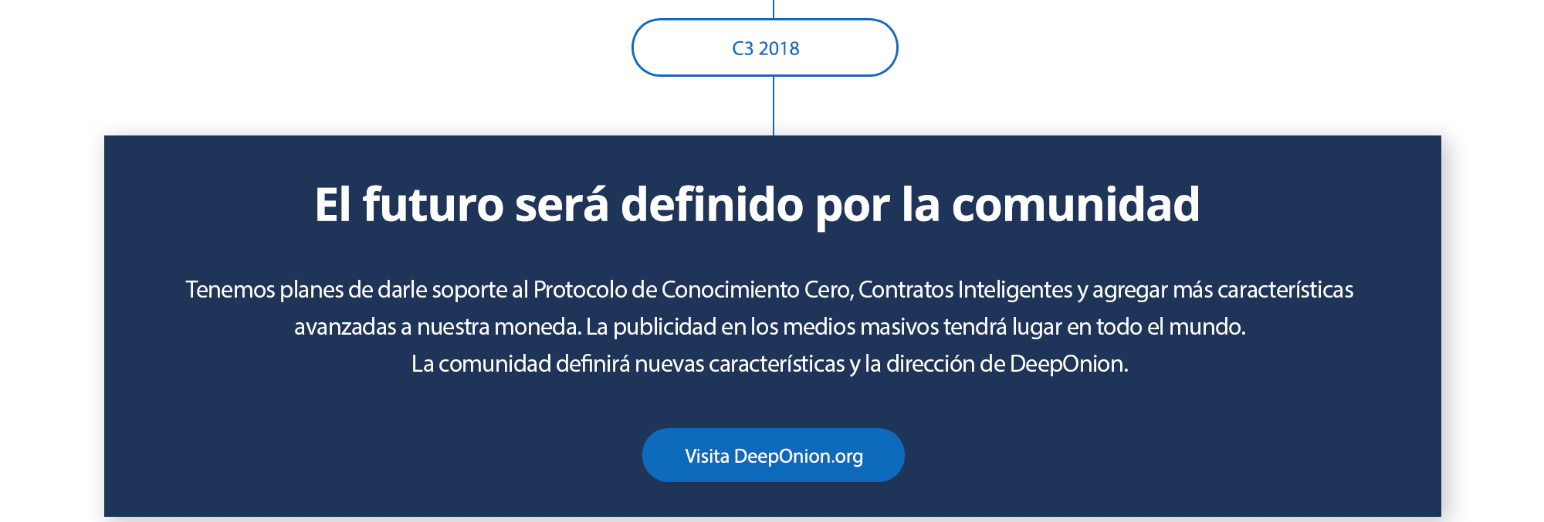 C3 2018
El futuro será definido por la comunidad
Tenemos planes de darle soporte al Protocolo de Conocimiento Cero, Contratos Inteligentes y agregar más características
avanzadas a nuestra moneda. La publicidad en los medios masivos tendrá lugar en todo el mundo.
La comunidad definirá nuevas características y la dirección de DeepOnion.
Visita DeepOnion.org